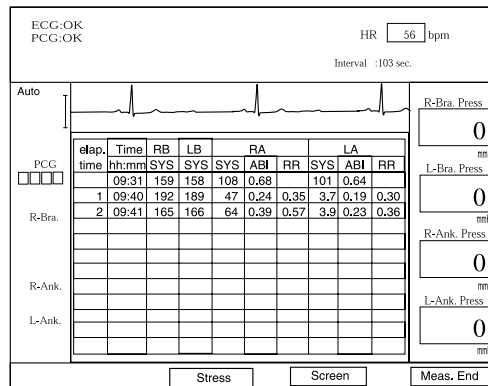 ECG:OK
PCG:OK
HR 56 bpm
Interval :103 sec.
Auto
PCG
R-Bra.
R-Ank.
L-Ank.
elap. Time RB LB RA LA
time hh:mm SYS SYS SYS ABI RR SYS ABI RR
09:31 159 158 108 0.68 101 0.64
1 09:40 192 189 47 0.24 0.35 3.7 0.19 0.30
2 09:41 165 166 64 0.39 0.57 3.9 0.23 0.36
R-Bra. Press
0
L-Bra. Press
0
R-Ank. Press
0
L-Ank. Press
0
Stress Screen Meas. End